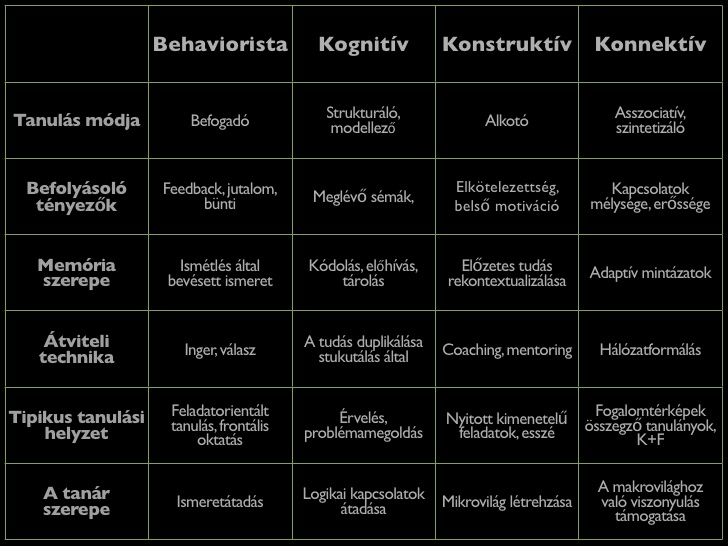 Behaviorista Kognitív Konstruktív Konnektív
Tanulás módja
Befogadó
Strukturáló,
modellező
Alkotó
Asszociatív,
szintetizáló
Befolyásoló
tényezők
Feedback, jutalom,
bünti
Meglévő sémák,
Elkötelezettség,
belső motiváció
Kapcsolatok
mélysége, erőssége
Memória
szerepe
Ismétlés által
bevésett ismeret
Kódolás, előhívás,
tárolás
Előzetes tudás
rekontextualizálása
Adaptív mintázatok
Átviteli
technika
Inger, válasz
A tudás duplikálása
stukutálás által
Coaching, mentoring
Hálózatformálás
Tipikus tanulási
helyzet
Feladatorientált
tanulás, frontális
oktatás
Érvelés,
problémamegoldás
Nyitott kimenetelű
feladatok, esszé
Fogalomtérképek
összegző tanulányok,
K+F
A tanár
szerepe
Ismeretátadás
Logikai kapcsolatok
átadása
Mikrovilág létrehzása
A makrovilághoz
való viszonyulás
támogatása